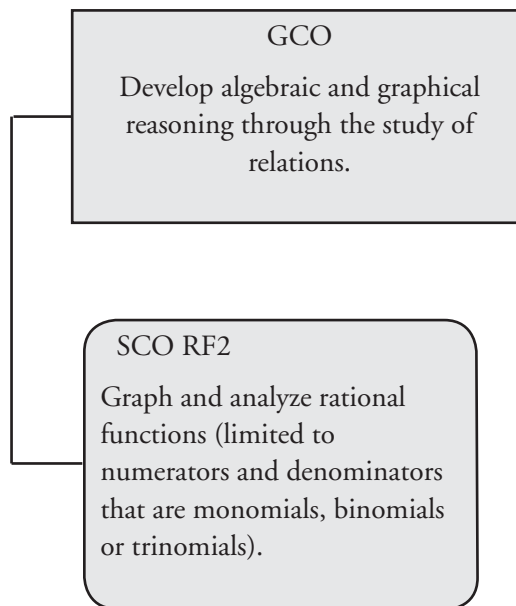 GCO
Develop algebraic and graphical
reasoning through the study of
relations.
SCO RF2
Graph and analyze rational
functions (limited to
numerators and denominators
that are monomials, binomials
or trinomials).